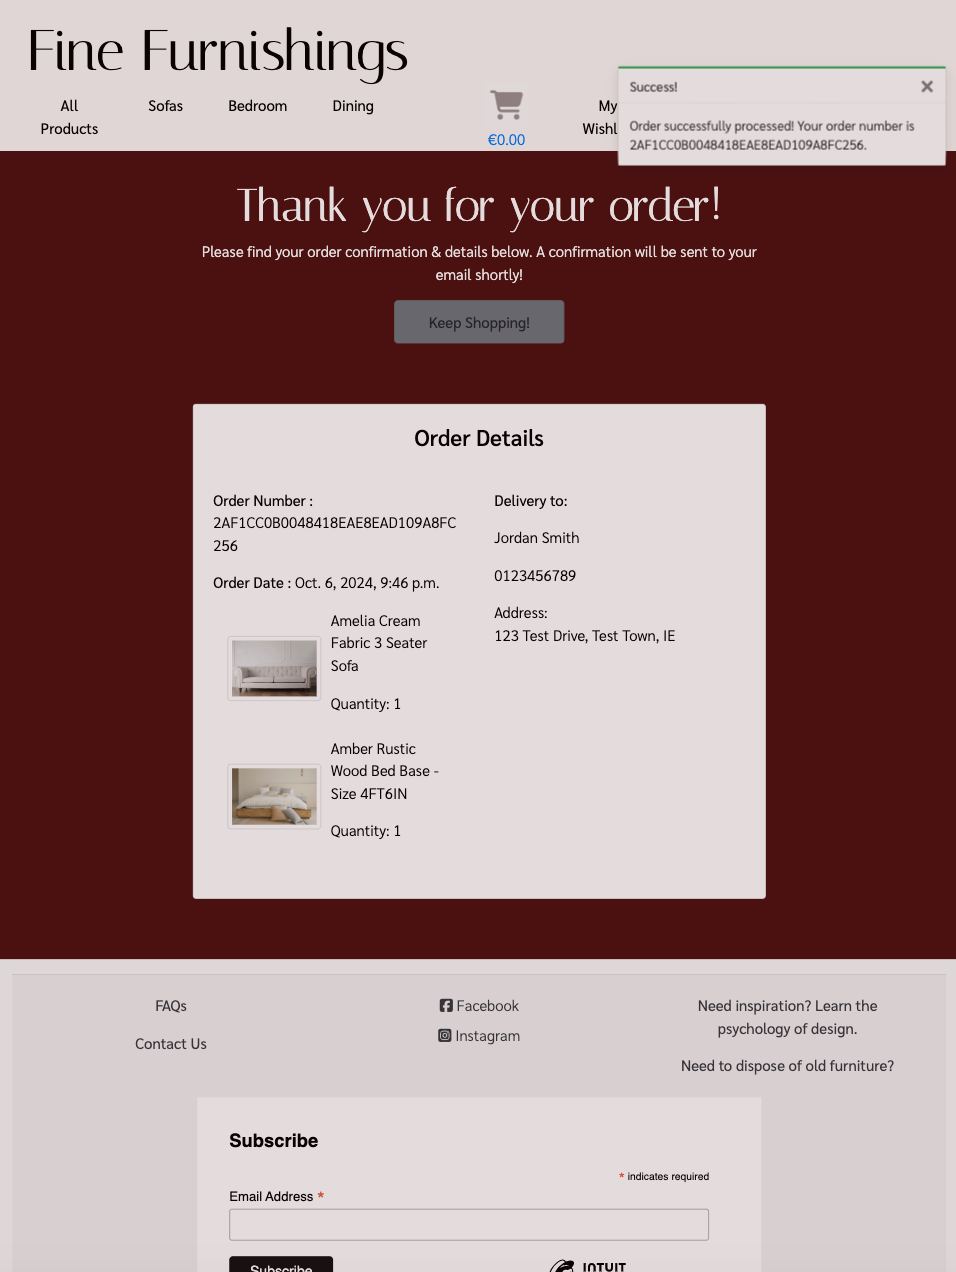 Fine Furnishings
All
Products
Sofas
Bedroom
Dining
€0.00
My
Wishl
Success!
Order successfully processed! Your order number is
2AF1CC0B0048418EAE8EAD109A8FC256.
Thank you for your order!
Please find your order confirmation & details below. A confirmation will be sent to your
email shortly!
Keep Shopping!
Order Details
Order Number :
2AF1CC0B0048418EAE8EAD109A8FC
256
Order Date : Oct. 6, 2024, 9:46 p.m.
Amelia Cream
Fabric 3 Seater
Sofa
Quantity: 1
Amber Rustic
Wood Bed Base -
Size 4FT6IN
Quantity: 1
Delivery to:
Jordan Smith
0123456789
Address:
123 Test Drive, Test Town, IE
FAQs
Contact Us
Facebook
Instagram
Need inspiration? Learn the
psychology of design.
Need to dispose of old furniture?
Subscribe
* indicates required
Email Address *
Subscribe
INTUIT